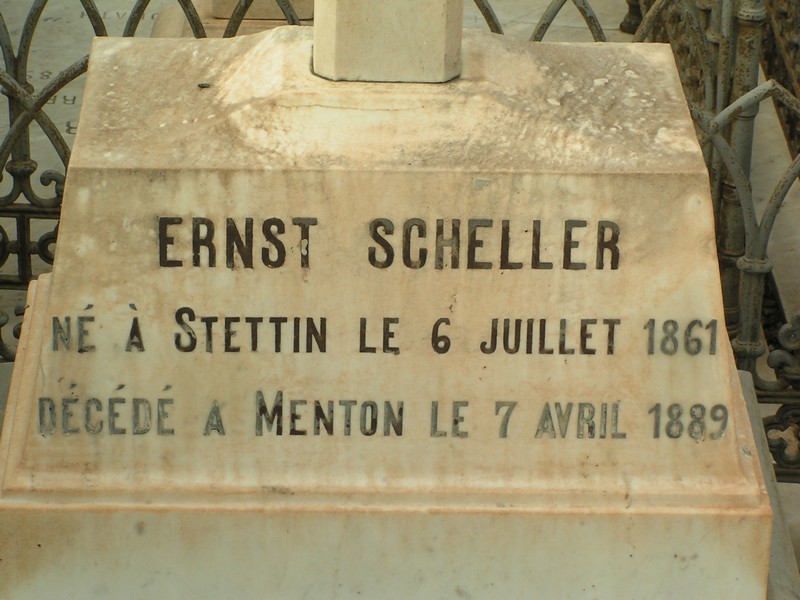 ERNST SCHELLER
NÉ À STETTIN LE 6 JUILLET 1861
DÉCÉDÉ A MENTON LE 7 AVRIL 1889